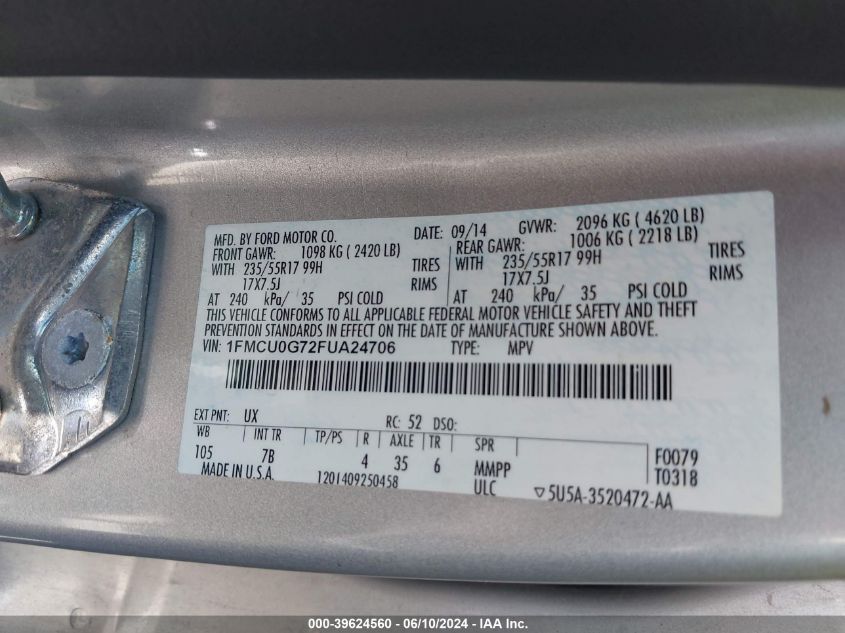 MFD. BY FORD MOTOR CO. DATE: 09/14 GVWR: 2096 KG ( 4620 LB)
FRONT GAWR: 1098 KG ( 2420 LB) REAR GAWR: 1006 KG ( 2218 LB)
WITH 235/55R17 99H TIRES WITH 235/55R17 99H TIRES
17X7.5J RIMS 17X7.5J RIMS
AT 240 kPa/ 35 PSI COLD AT 240 kPa/ 35 PSI COLD
THIS VEHICLE CONFORMS TO ALL APPLICABLE FEDERAL MOTOR VEHICLE SAFETY AND THEFT
PREVENTION STANDARDS IN EFFECT ON THE DATE OF MANUFACTURE SHOWN ABOVE.
VIN: 1FMCU0G72FUA24706 TYPE: MPV
EXT PNT: UX RC: 52 DSO:
WB INT TR TP/PS R AXLE TR SPR F0079
105 7B 4 35 6 MMPP T0318
MADE IN U.S.A. 1201409250458 ULC ▽5U5A-3520472-AA
000-39624560 - 06/10/2024 - IAA Inc.